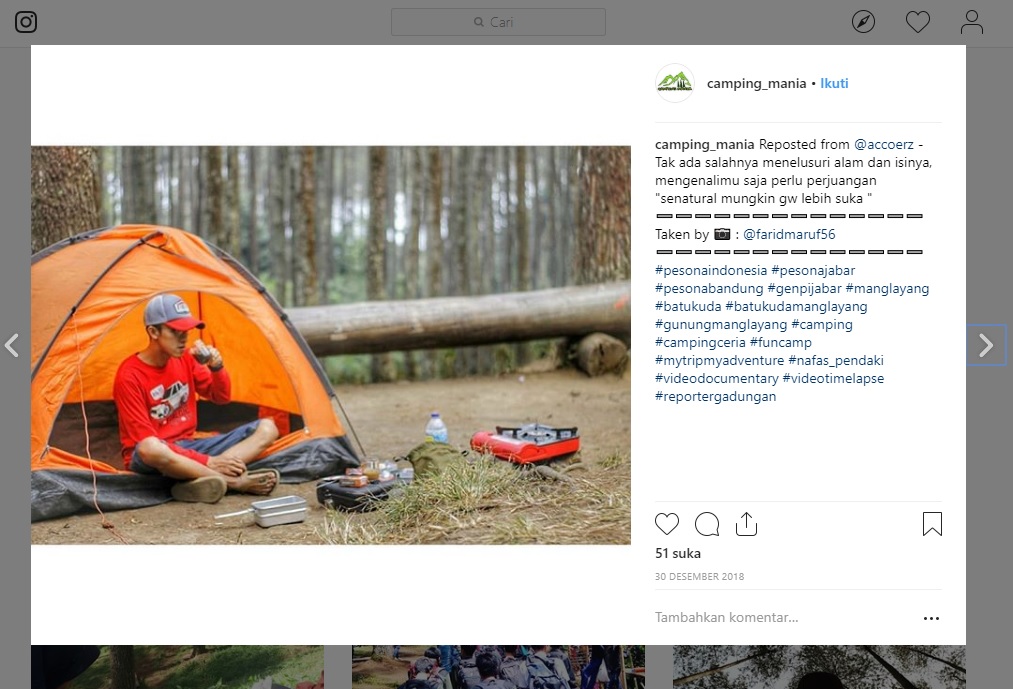 Cari
camping_mania • Ikuti
camping_mania Reposted from @accoerz -
Tak ada salahnya menelusuri alam dan isinya,
mengenalimu saja perlu perjuangan
"senatural mungkin gw lebih suka "
Taken by 📷 : @faridmaruf56
#pesonaindonesia #pesonajabar
#pesonabandung #genpijabar #manglayang
#batukuda #batukudamanglayang
#gunungmanglayang #camping
#campingceria #funcamp
#mytripmyadventure #nafas_pendaki
#videodocumentary #videotimelapse
#reportergadungan
51 suka
30 DESEMBER 2018
Tambahkan komentar...